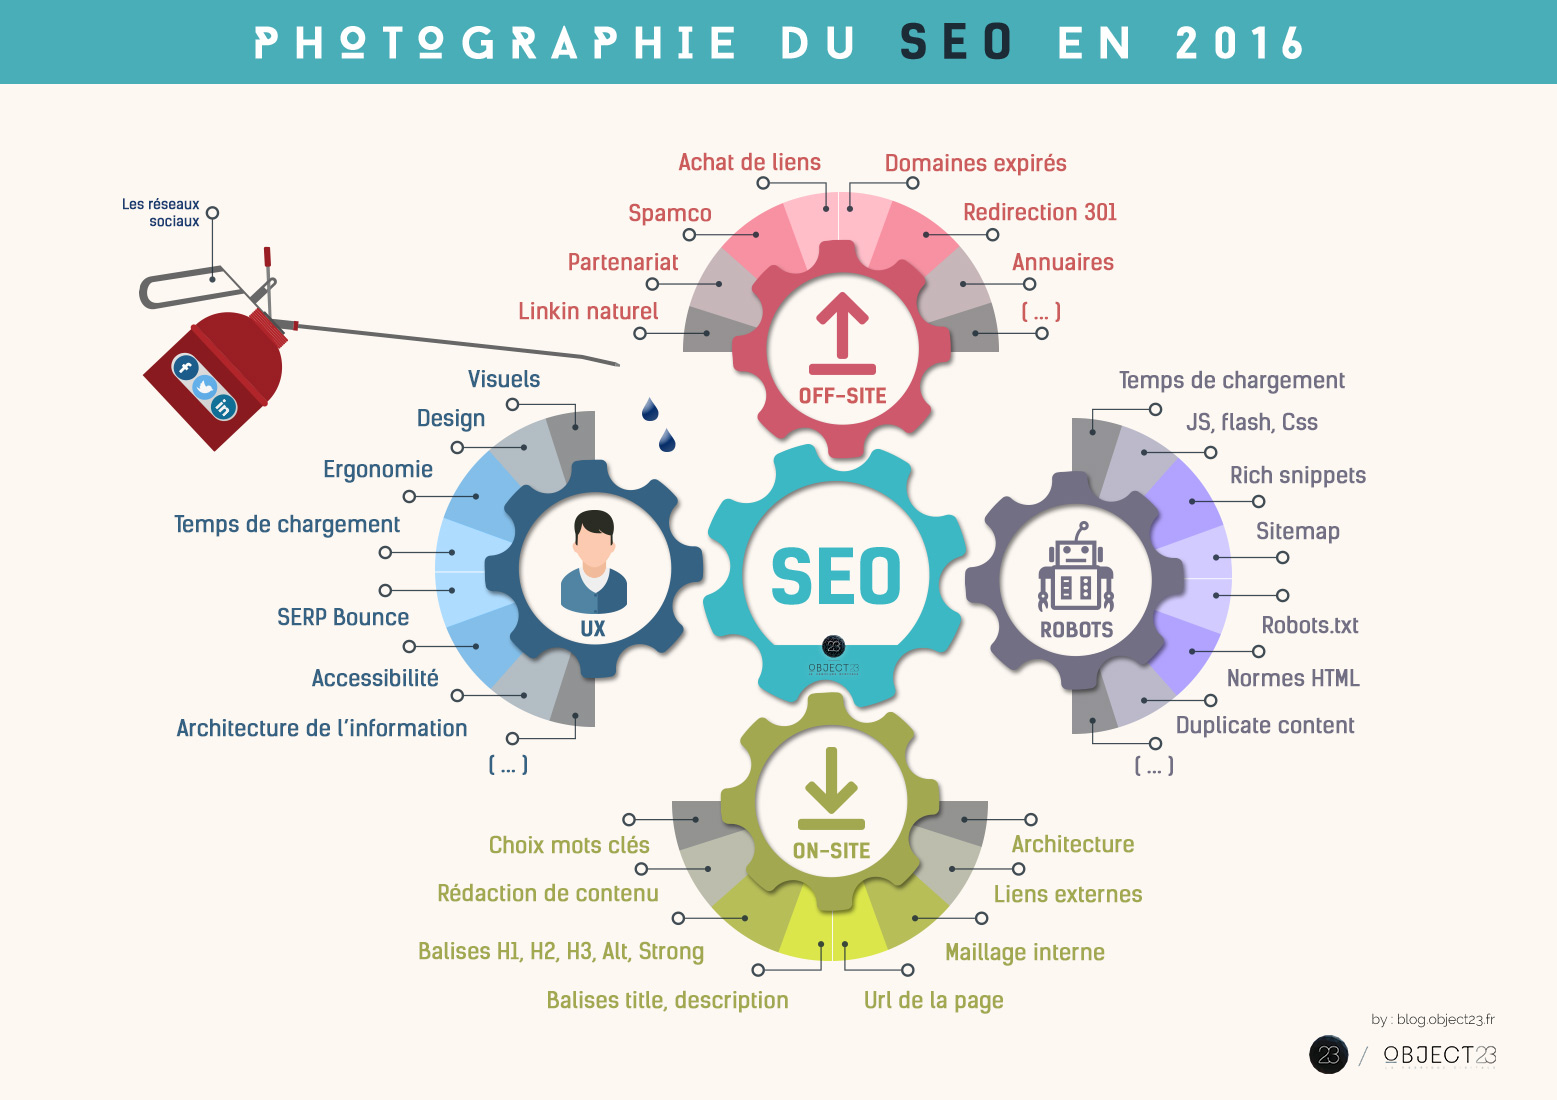 PHOTOGRAPHIE DU SEO EN 2016
Les réseaux
sociaux
f
in
Achat de liens
Domaines expirés
Spamco
Redirection 301
Partenariat
Annuaires
Linkin naturel
( ... )
OFF-SITE
Visuels
Design
Ergonomie
Temps de chargement
SERP Bounce
Accessibilité
Architecture de l'information
( ... )
UX
SEO
23
OBJECT23
Temps de chargement
JS, flash, Css
Rich snippets
Sitemap
Robots.txt
Normes HTML
Duplicate content
( ... )
ROBOTS
ON-SITE
Choix mots clés
Architecture
Rédaction de contenu
Liens externes
Balises H1, H2, H3, Alt, Strong
Maillage interne
Balises title, description
Url de la page
by : blog.object23.fr
23 / OBJECT23